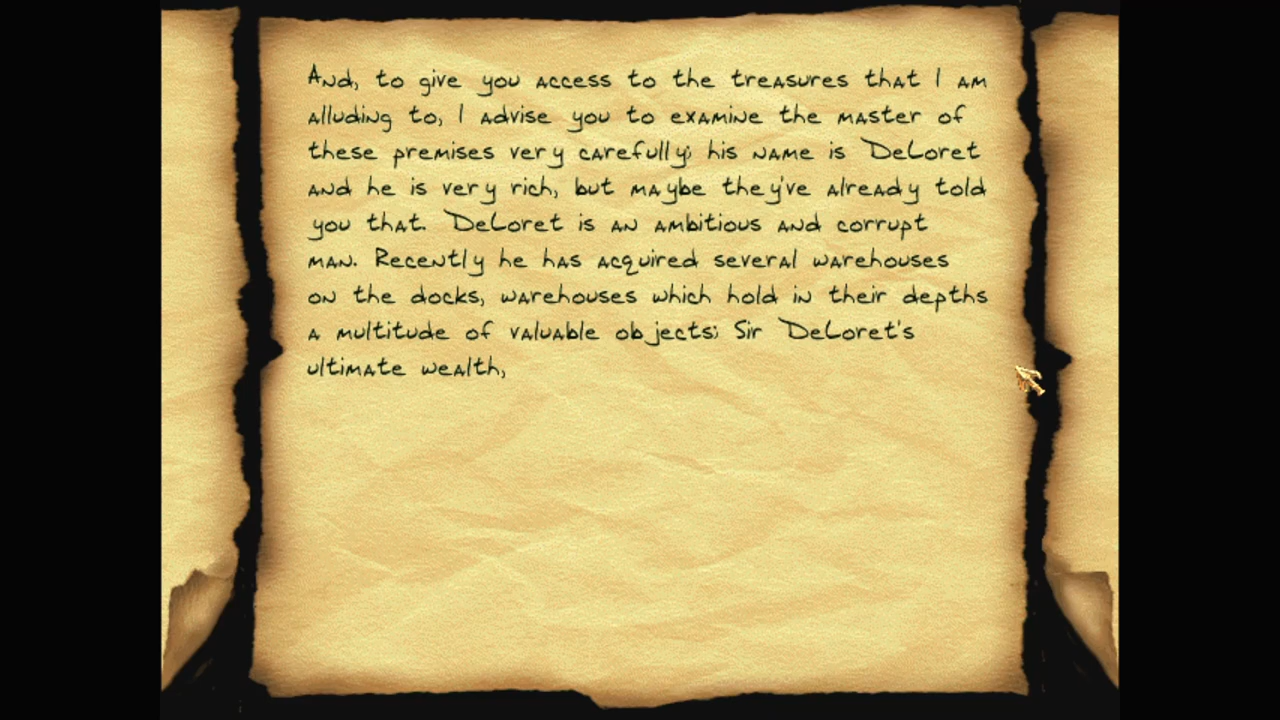 And, to give you access to the treasures that I am
alluding to, I advise you to examine the master of
these premises very carefully; his name is DeLoret
and he is very rich, but maybe they've already told
you that. DeLoret is an ambitious and corrupt
man. Recently he has acquired several warehouses
on the docks, warehouses which hold in their depths
a multitude of valuable objects; Sir DeLoret's
ultimate wealth,